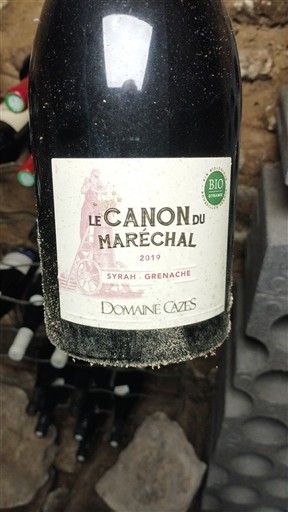 LE CANON DU
MARÉCHAL
2019
SYRAH - GRENACHE
DOMAINE CAZES
BIO